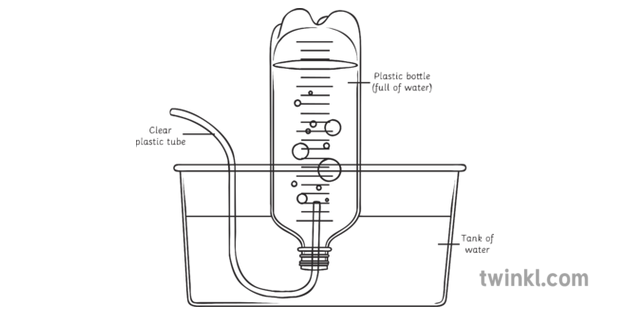 Plastic bottle
(full of water)
Clear
plastic tube
Tank of
water
twinkl.com